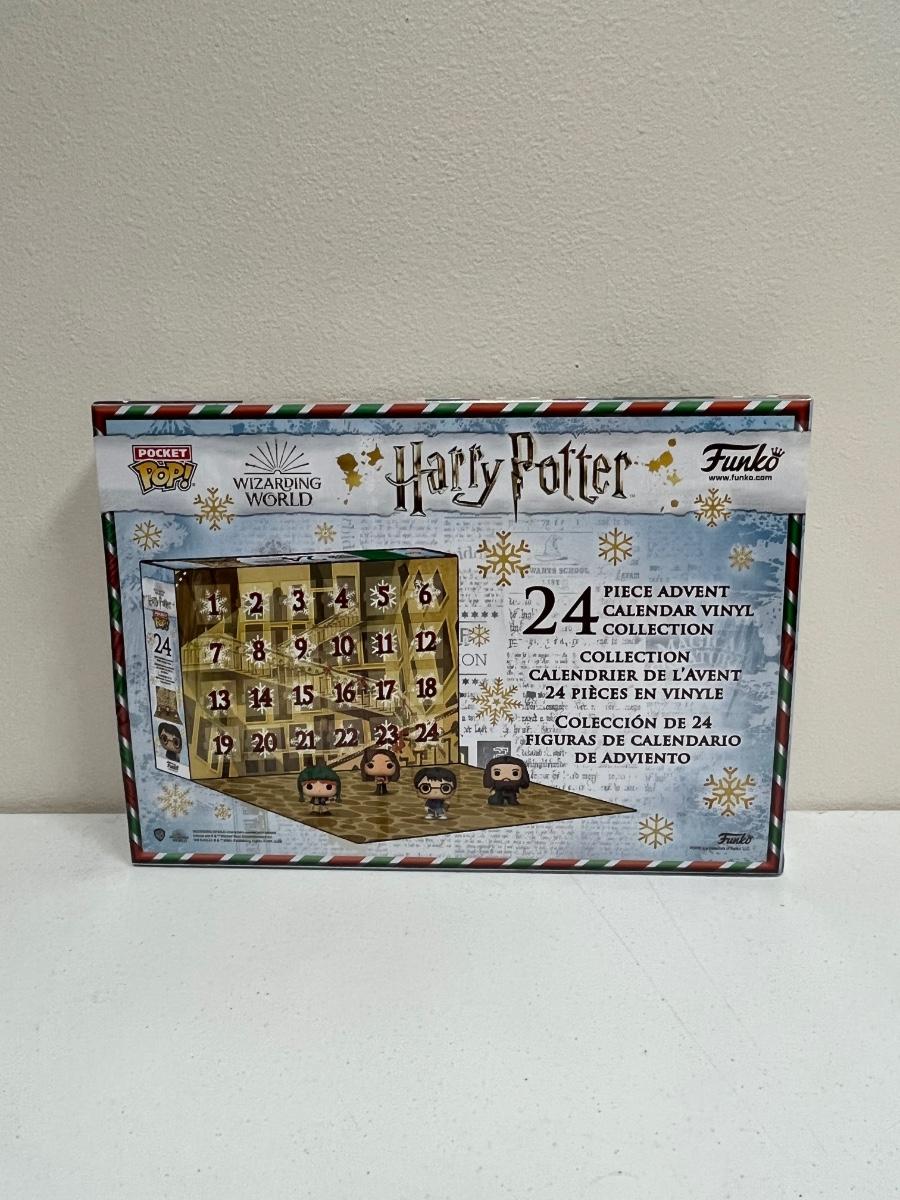 POCKET
POP!
WIZARDING
WORLD
Harry Potter
Funko
www.funko.com
24 PIECE ADVENT
CALENDAR VINYL
COLLECTION
COLLECTION
CALENDRIER DE L'AVENT
24 PIÈCES EN VINYLE
COLECCIÓN DE 24
FIGURAS DE CALENDARIO
DE ADVIENTO
1 2 3 4 5 6
7 8 9 10 11 12
13 14 15 16 17 18
19 20 21 22 23 24
24
Funko